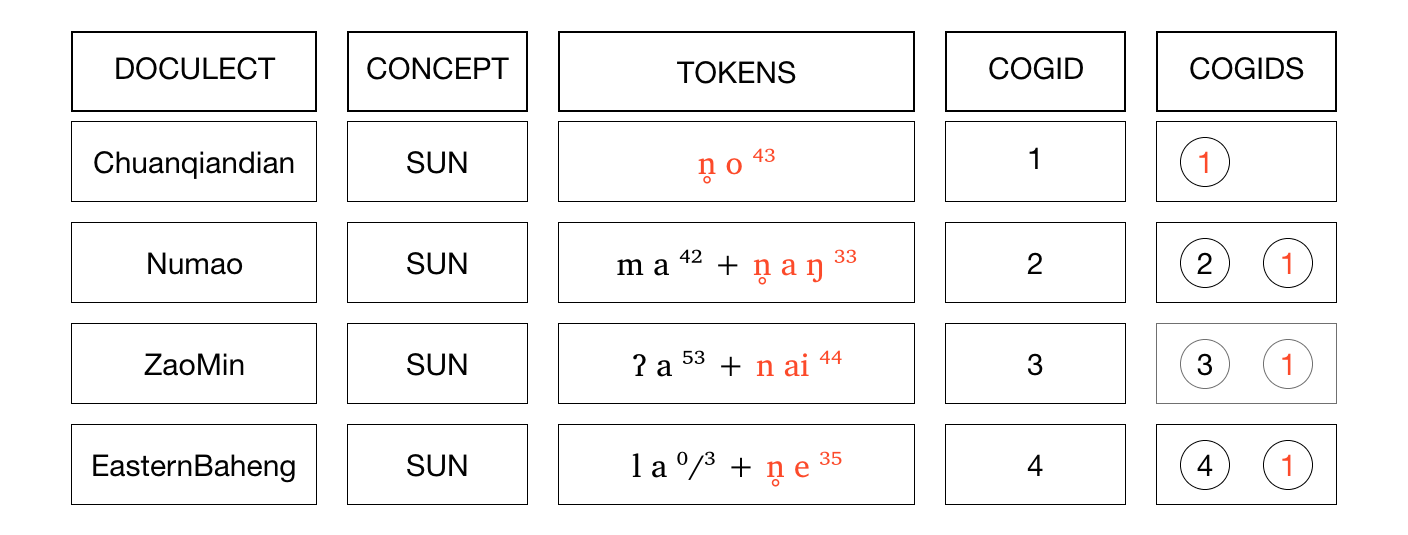 DOCULECT CONCEPT TOKENS COGID COGIDS
Chuanqiandian SUN n̥ o ⁴³ 1 1
Numao SUN m a ⁴² + n̥ a ŋ ³³ 2 2 1
ZaoMin SUN ʔ a ⁵³ + n ai ⁴⁴ 3 3 1
EasternBaheng SUN l a ⁰/³ + n̥ e ³⁵ 4 4 1